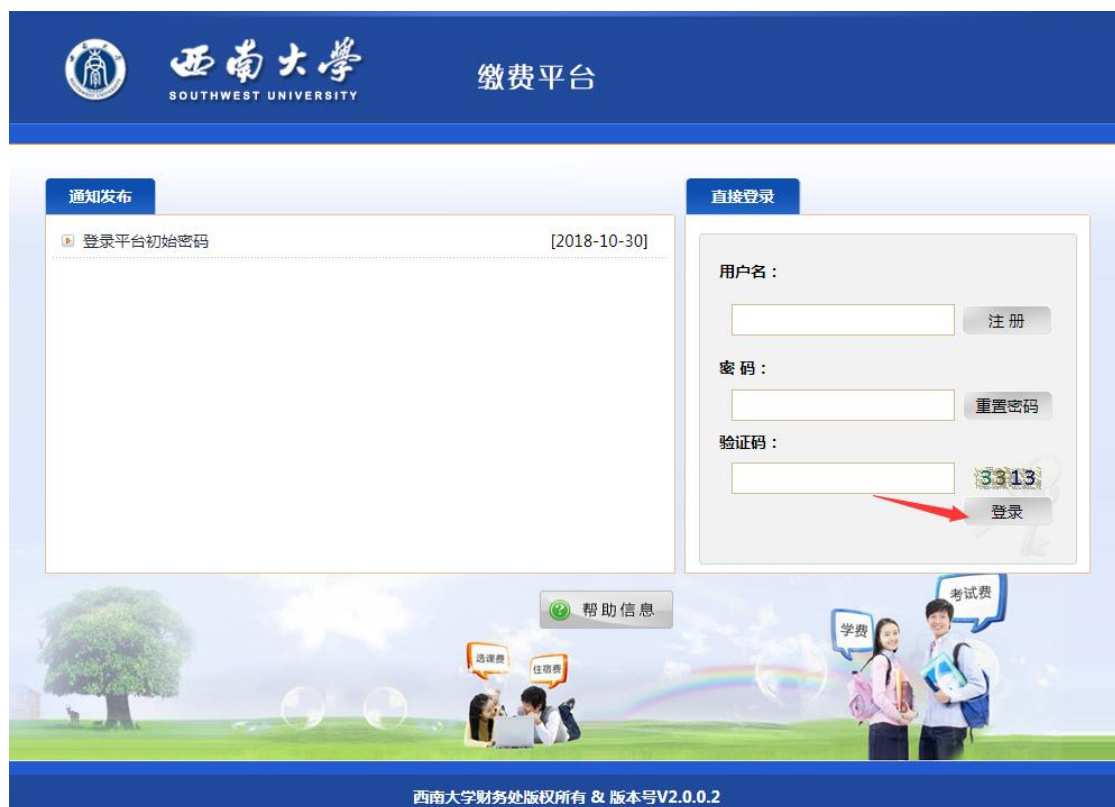 西南大學
SOUTHWEST UNIVERSITY
缴费平台
通知发布
登录平台初始密码 [2018-10-30]
直接登录
用户名：
注 册
密 码：
重置密码
验证码：
3313
登录
帮助信息
考试费
学费
选课费
住宿费
西南大学财务处版权所有 & 版本号V2.0.0.2